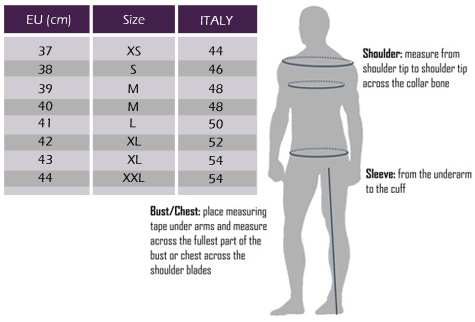 EU (cm) Size ITALY
37 XS 44
38 S 46
39 M 48
40 M 48
41 L 50
42 XL 52
43 XL 54
44 XXL 54
Shoulder: measure from
shoulder tip to shoulder tip
across the collar bone
Sleeve: from the underarm
to the cuff
Bust/Chest: place measuring
tape under arms and measure
across the fullest part of the
bust or chest across the
shoulder blades